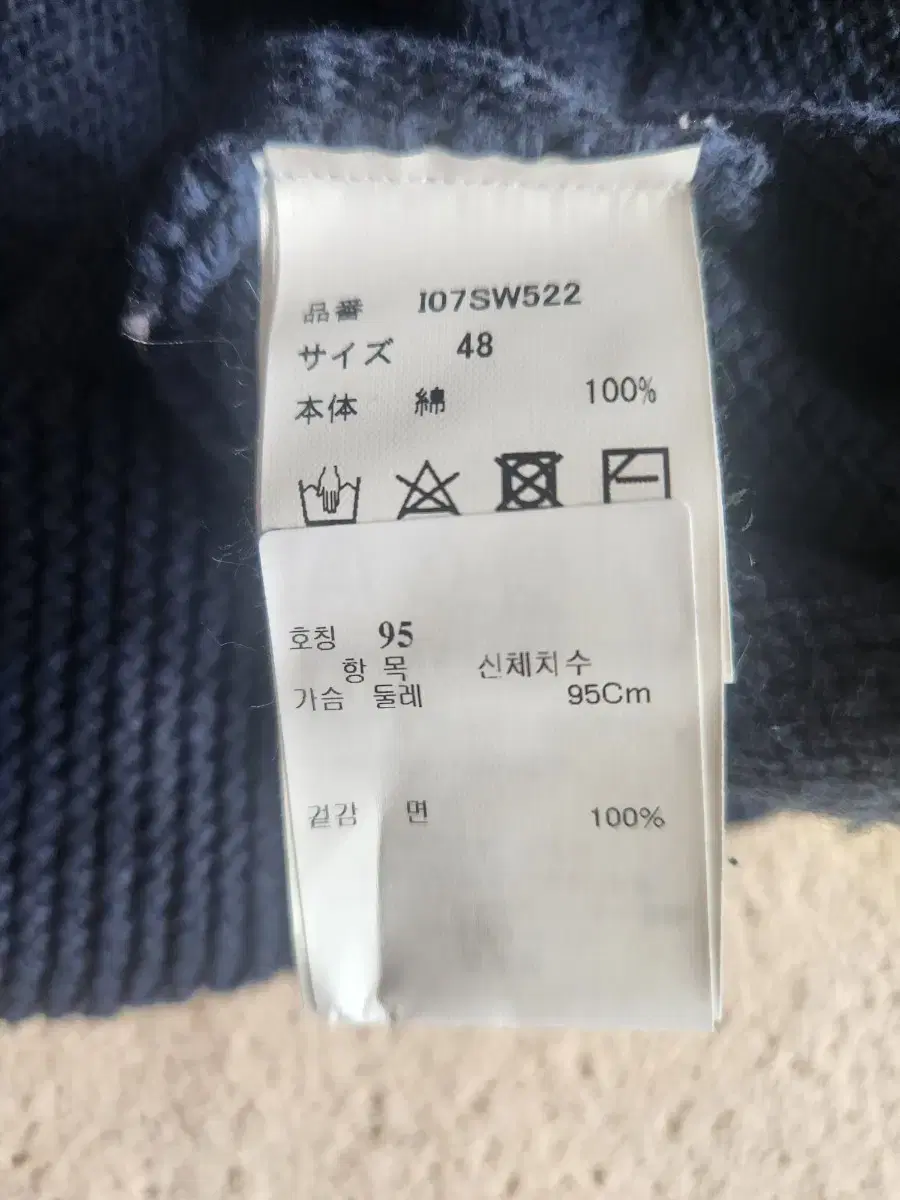 品番 I07SW522
サイズ 48
本体 綿 100%
호칭 95
항 목 신체치수
가슴 둘레 95Cm
겉감 면 100%